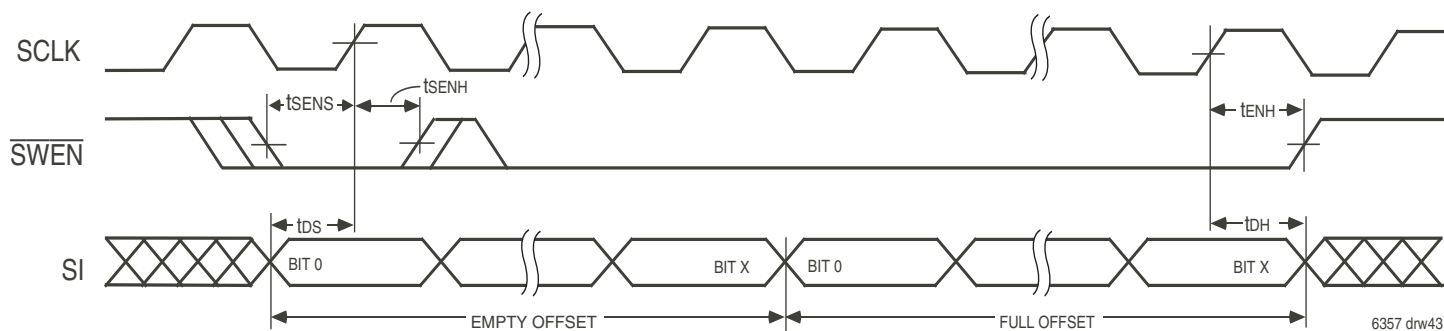 SCLK
tSENS
tSENH
tENH
SWEN
tDS
tDH
SI
BIT 0
BIT X
BIT 0
BIT X
EMPTY OFFSET
FULL OFFSET
6357 drw43